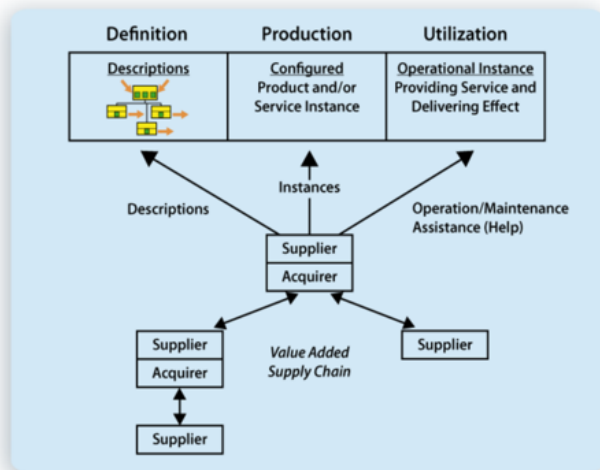 Definition
Production
Utilization
Descriptions
Configured
Product and/or
Service Instance
Operational Instance
Providing Service and
Delivering Effect
Descriptions
Instances
Operation/Maintenance
Assistance (Help)
Supplier
Acquirer
Supplier
Acquirer
Value Added
Supply Chain
Supplier
Supplier